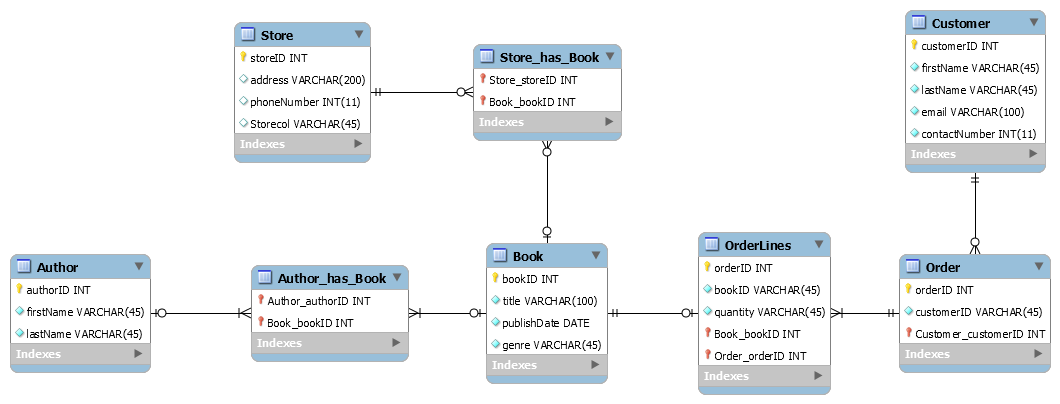 Store
storeID INT
address VARCHAR(200)
phoneNumber INT(11)
Storecol VARCHAR(45)
Indexes
Store_has_Book
Store_storeID INT
Book_bookID INT
Indexes
Customer
customerID INT
firstName VARCHAR(45)
lastName VARCHAR(45)
email VARCHAR(100)
contactNumber INT(11)
Indexes
Author
authorID INT
firstName VARCHAR(45)
lastName VARCHAR(45)
Indexes
Author_has_Book
Author_authorID INT
Book_bookID INT
Indexes
Book
bookID INT
title VARCHAR(100)
publishDate DATE
genre VARCHAR(45)
Indexes
OrderLines
orderID INT
bookID VARCHAR(45)
quantity VARCHAR(45)
Book_bookID INT
Order_orderID INT
Indexes
Order
orderID INT
customerID VARCHAR(45)
Customer_customerID INT
Indexes